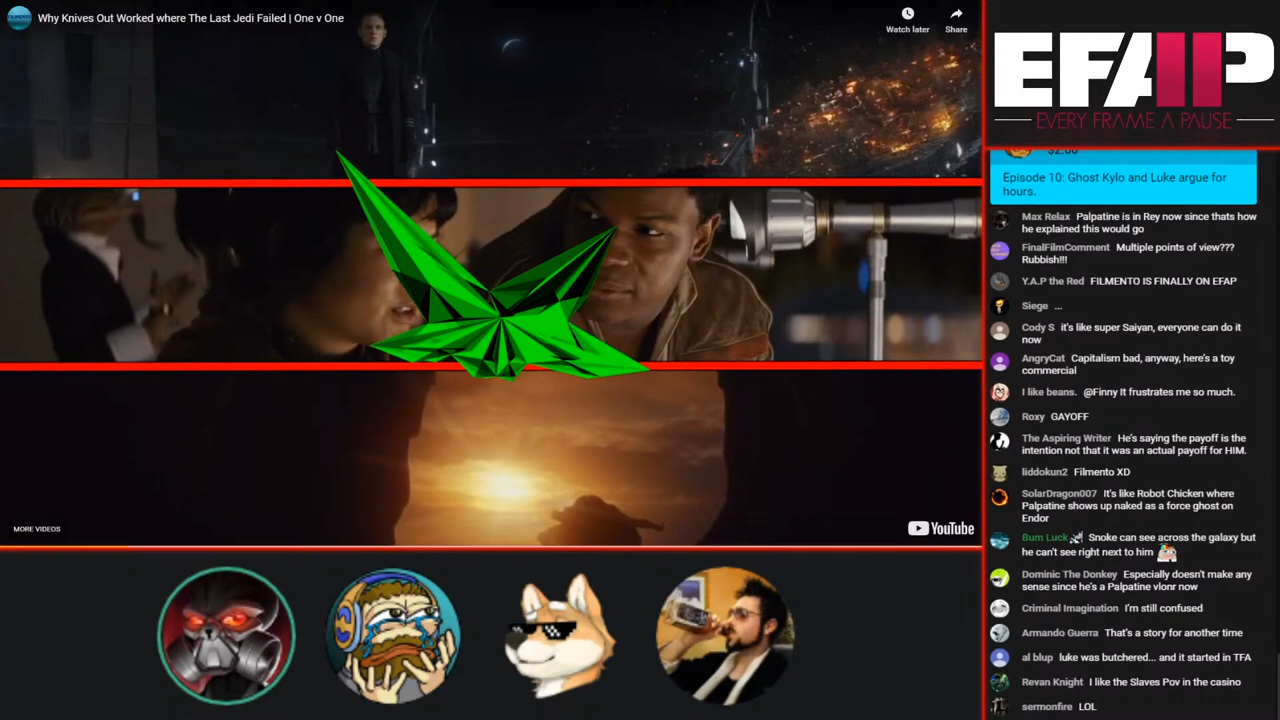 Why Knives Out Worked where The Last Jedi Failed | One v One
Watch later
Share
MORE VIDEOS
YouTube
EFAP
EVERY FRAME A PAUSE
$2.00
Episode 10: Ghost Kylo and Luke argue for
hours.
Max Relax Palpatine is in Rey now since thats how
he explained this would go
FinalFilmComment Multiple points of view???
Rubbish!!!
Y.A.P the Red FILMENTO IS FINALLY ON EFAP
Siege ...
Cody S it's like super Saiyan, everyone can do it
now
AngryCat Capitalism bad, anyway, here's a toy
commercial
I like beans. @Finny It frustrates me so much.
Roxy GAYOFF
The Aspiring Writer He's saying the payoff is the
intention not that it was an actual payoff for HIM.
liddokun2 Filmento XD
SolarDragon007 It's like Robot Chicken where
Palpatine shows up naked as a force ghost on
Endor
Bum Luck Snoke can see across the galaxy but
he can't see right next to him
Dominic The Donkey Especially doesn't make any
sense since he's a Palpatine vlonr now
Criminal Imagination I'm still confused
Armando Guerra That's a story for another time
al blup luke was butchered... and it started in TFA
Revan Knight I like the Slaves Pov in the casino
sermonfire LOL